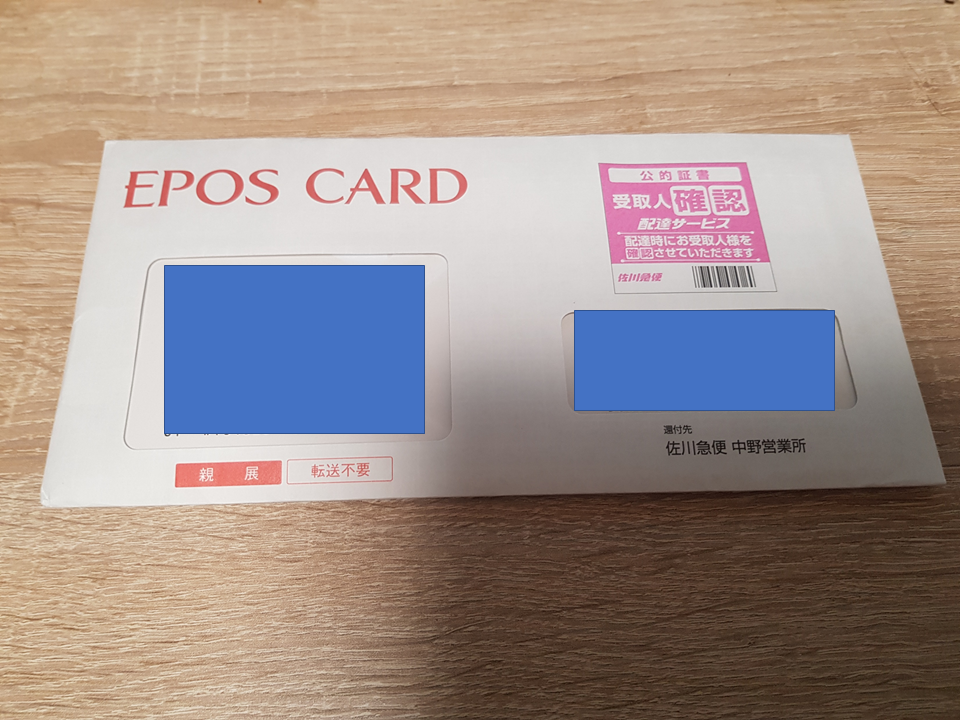 EPOS CARD
公的証書
受取人確認
配達サービス
配達時にお受取人様を
確認させていただきます
佐川急便
還付先
佐川急便 中野営業所
親展
転送不要